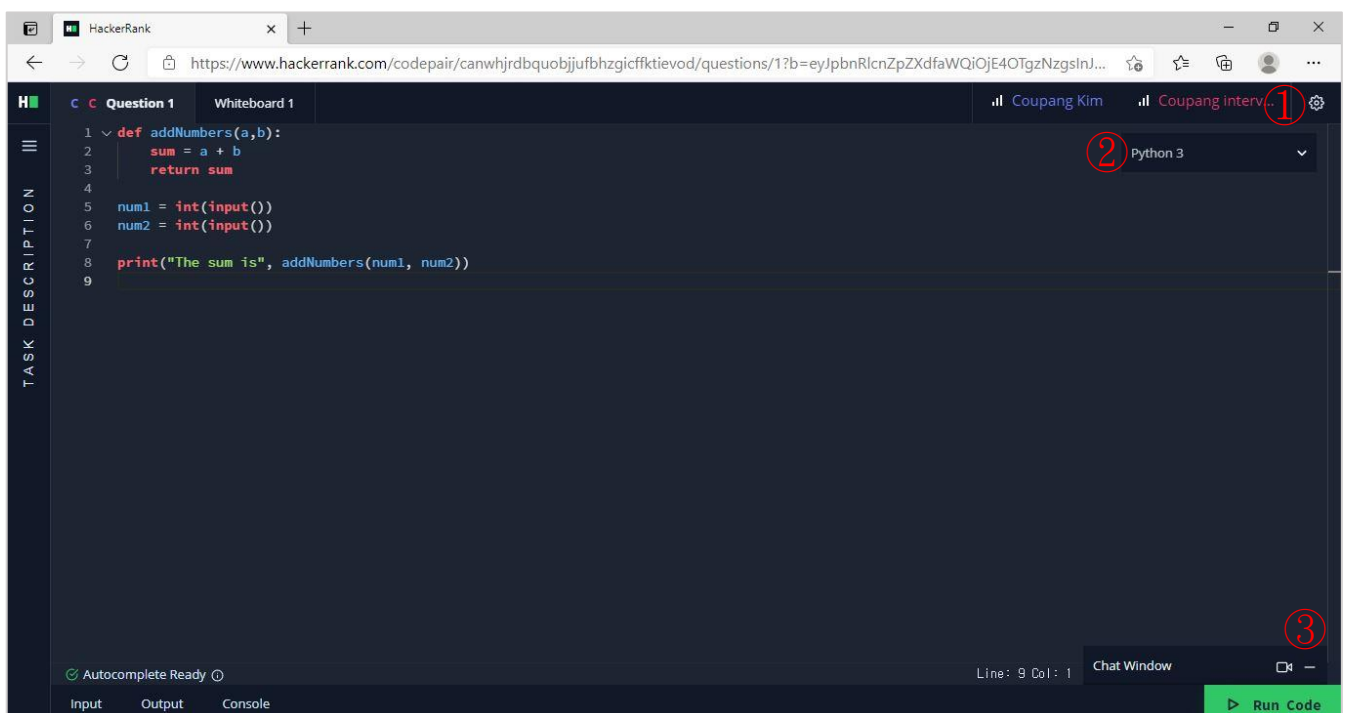 HackerRank
https://www.hackerrank.com/codepair/canwhjrdbquobjjufbhzgicffktievod/questions/1?b=eyJpbnRlcnZpZXdfaWQiOjE4OTgzNzgsInJ...
H C C Question 1 Whiteboard 1 Coupang Kim Coupang interv... ①
② Python 3
1 def addNumbers(a,b):
2 sum = a + b
3 return sum
4
5 num1 = int(input())
6 num2 = int(input())
7
8 print("The sum is", addNumbers(num1, num2))
9
TASK DESCRIPTION
③
Autocomplete Ready Line: 9 Col: 1 Chat Window
Input Output Console Run Code